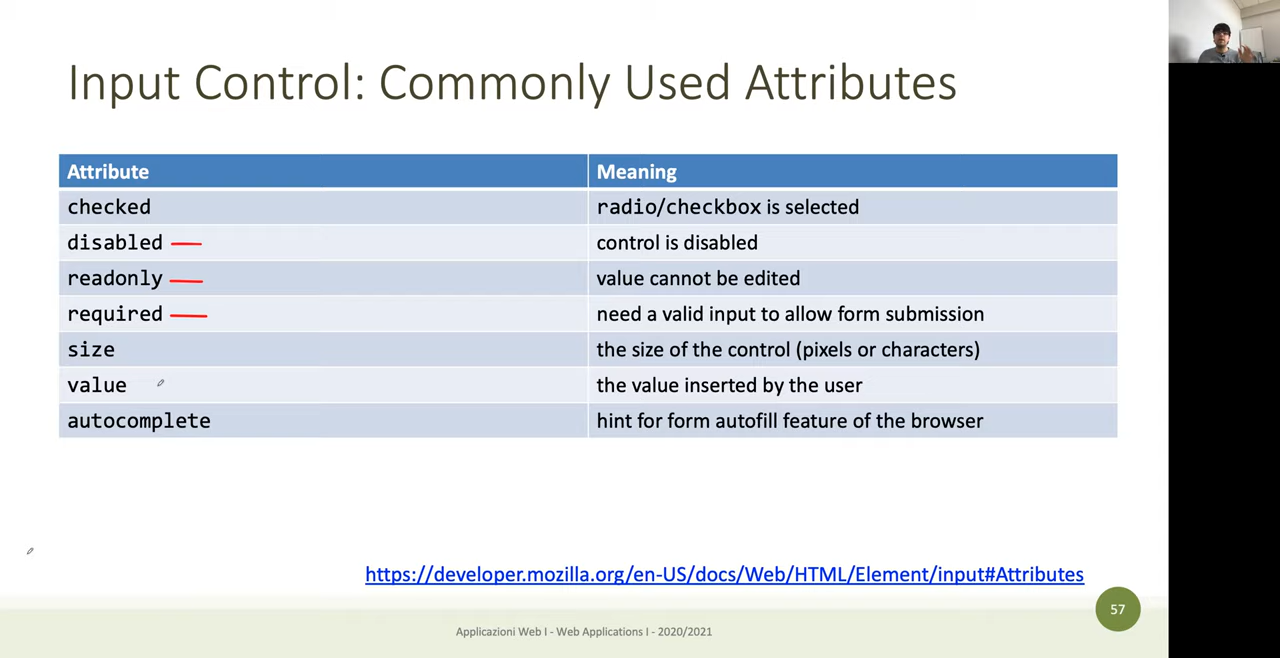 Input Control: Commonly Used Attributes
Attribute Meaning
checked radio/checkbox is selected
disabled control is disabled
readonly value cannot be edited
required need a valid input to allow form submission
size the size of the control (pixels or characters)
value the value inserted by the user
autocomplete hint for form autofill feature of the browser
https://developer.mozilla.org/en-US/docs/Web/HTML/Element/input#Attributes
57
Applicazioni Web I - Web Applications I - 2020/2021